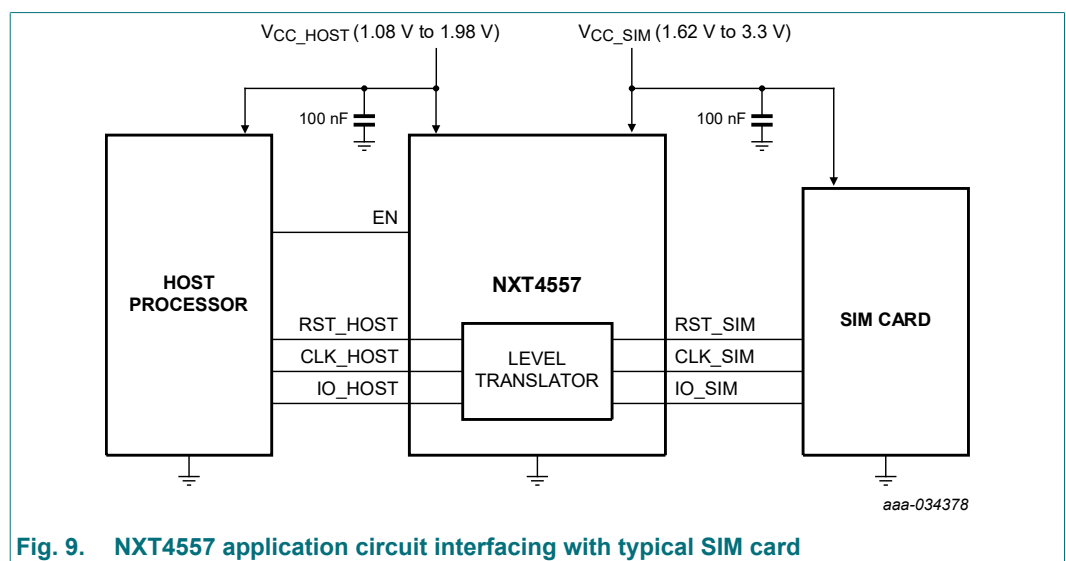 VCC_HOST (1.08 V to 1.98 V)
VCC_SIM (1.62 V to 3.3 V)
100 nF
100 nF
EN
HOST
PROCESSOR
NXT4557
SIM CARD
RST_HOST
RST_SIM
CLK_HOST
CLK_SIM
IO_HOST
IO_SIM
LEVEL
TRANSLATOR
aaa-034378
Fig. 9. NXT4557 application circuit interfacing with typical SIM card